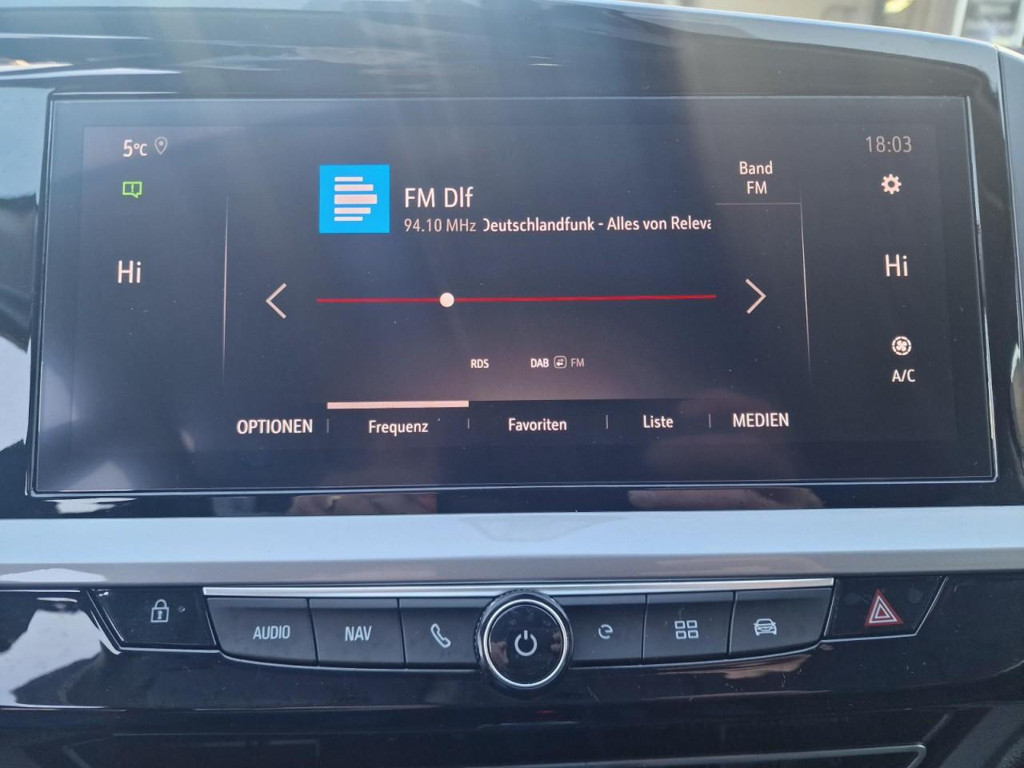 5°C
18:03
Band
FM
FM Dlf
94.10 MHz Deutschlandfunk - Alles von Releva
Hi
Hi
RDS
DAB FM
A/C
OPTIONEN
Frequenz
Favoriten
Liste
MEDIEN
AUDIO
NAV